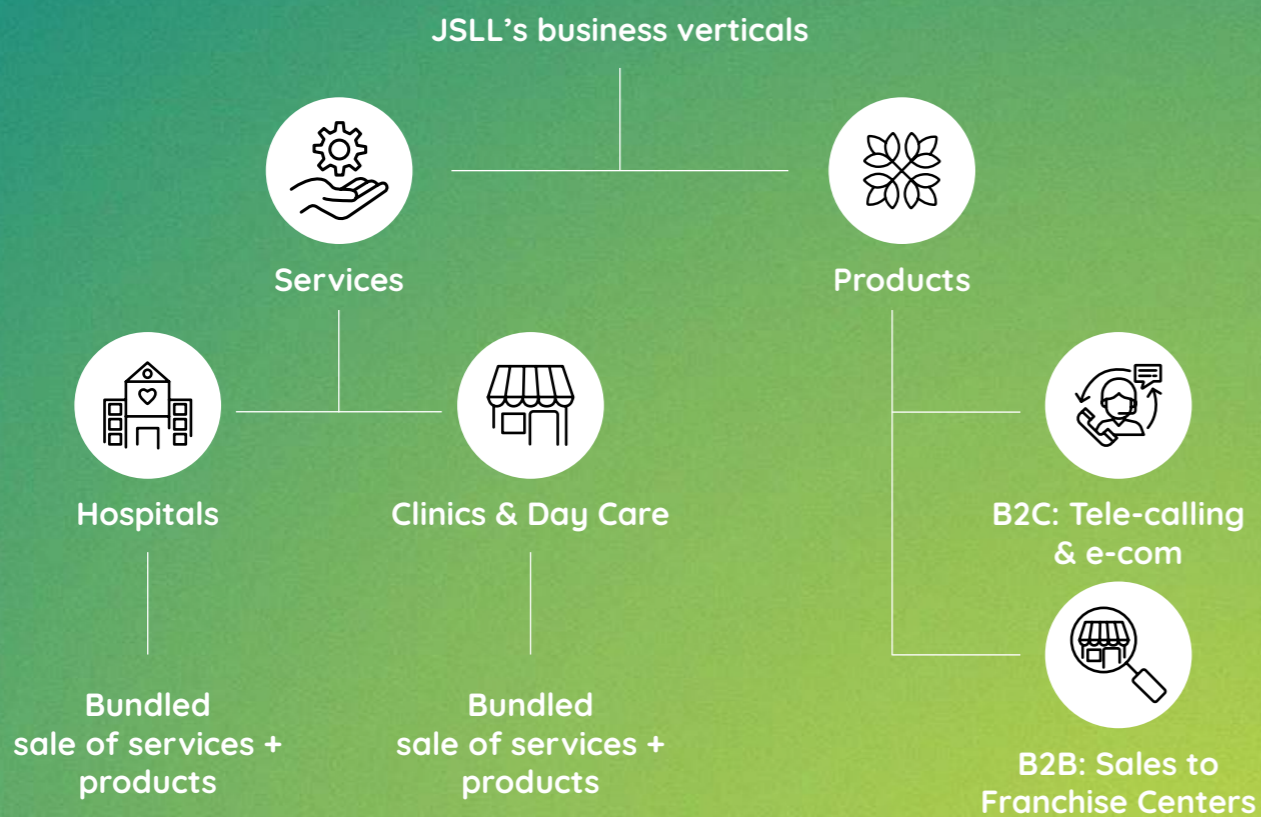 JSLL’s business verticals
Services
Products
Hospitals
Clinics & Day Care
B2C: Tele-calling
& e-com
Bundled
sale of services +
products
Bundled
sale of services +
products
B2B: Sales to
Franchise Centers